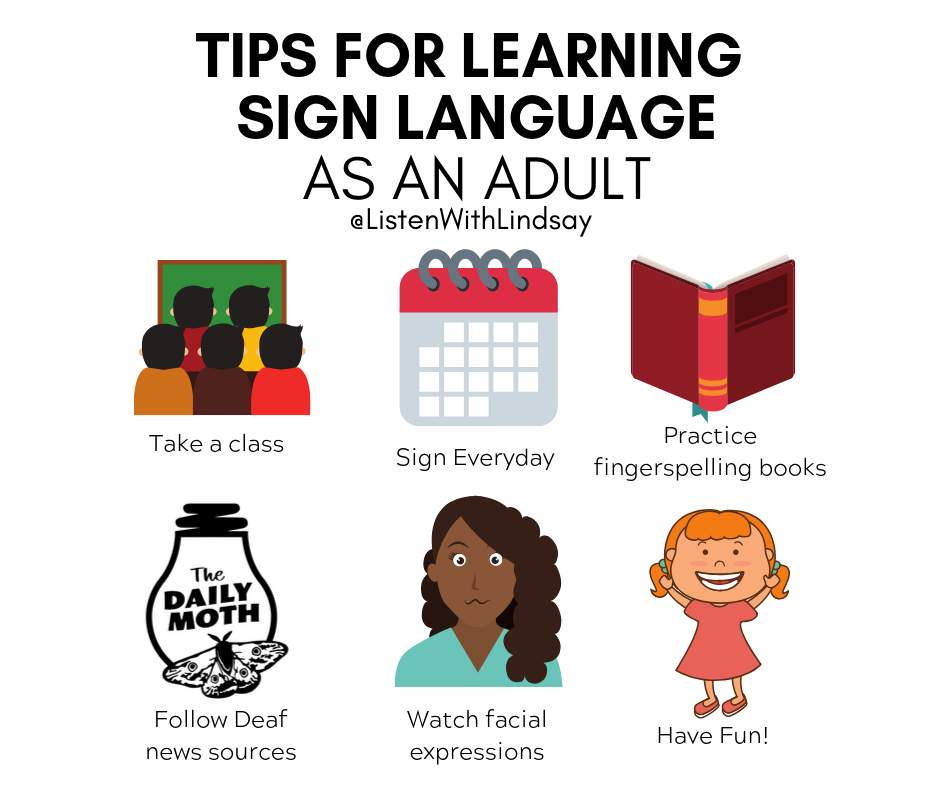 TIPS FOR LEARNING
SIGN LANGUAGE
AS AN ADULT
@ListenWithLindsay
Take a class
Sign Everyday
Practice
fingerspelling books
The
DAILY
MOTH
Follow Deaf
news sources
Watch facial
expressions
Have Fun!